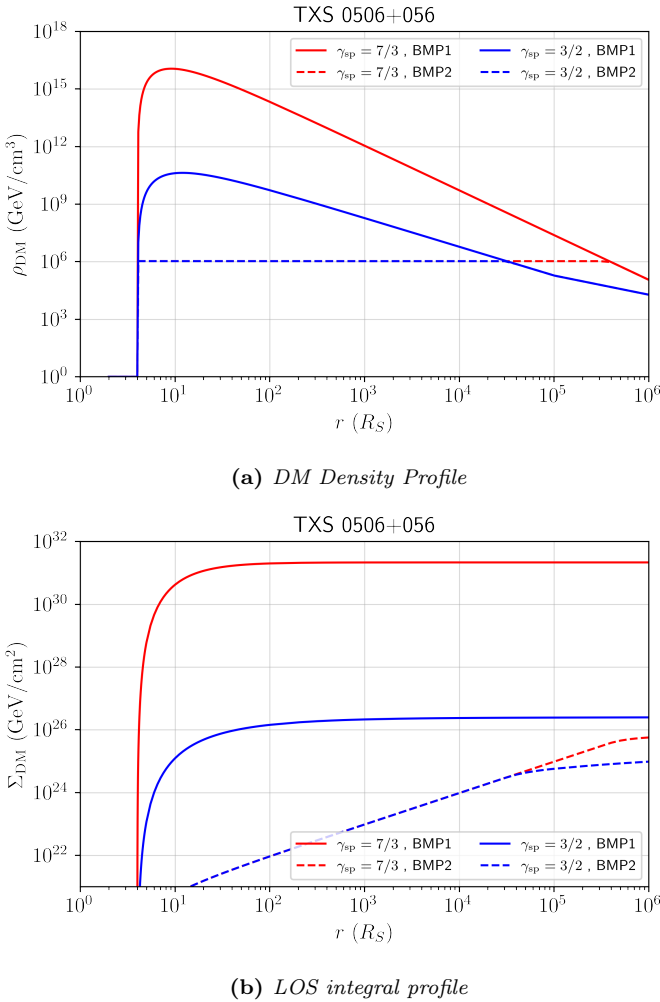 TXS 0506+056
10^18
10^15
10^12
10^9
10^6
10^3
10^0
ρ_DM (GeV/cm^3)
γ_sp = 7/3 , BMP1
γ_sp = 7/3 , BMP2
γ_sp = 3/2 , BMP1
γ_sp = 3/2 , BMP2
10^0 10^1 10^2 10^3 10^4 10^5 10^6
r (R_S)
(a) DM Density Profile
TXS 0506+056
10^32
10^30
10^28
10^26
10^24
10^22
Σ_DM (GeV/cm^2)
γ_sp = 7/3 , BMP1
γ_sp = 7/3 , BMP2
γ_sp = 3/2 , BMP1
γ_sp = 3/2 , BMP2
10^0 10^1 10^2 10^3 10^4 10^5 10^6
r (R_S)
(b) LOS integral profile